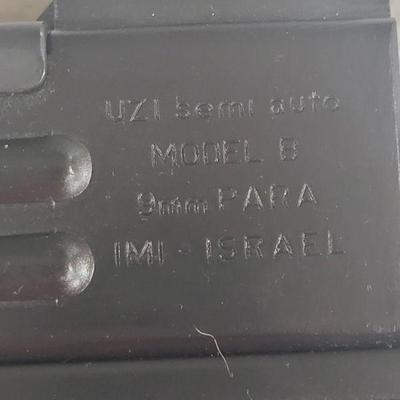 UZI semi auto
MODEL B
9mm PARA
IMI - ISRAEL